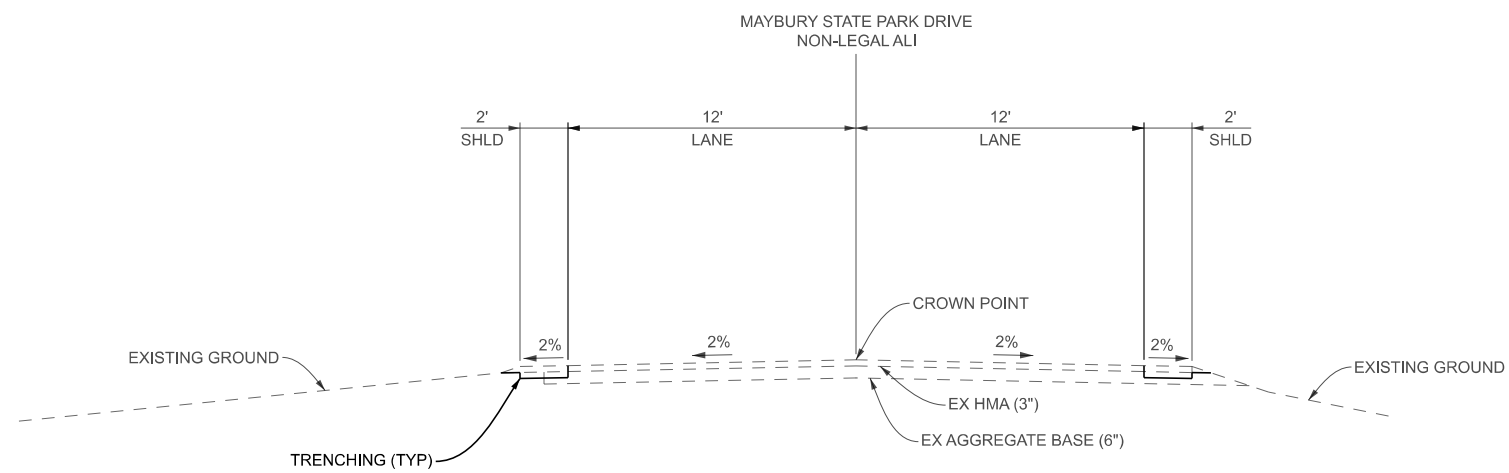 MAYBURY STATE PARK DRIVE
NON-LEGAL ALI
2'
SHLD
12'
LANE
12'
LANE
2'
SHLD
CROWN POINT
2%
2%
2%
2%
EXISTING GROUND
EXISTING GROUND
EX HMA (3")
EX AGGREGATE BASE (6")
TRENCHING (TYP)